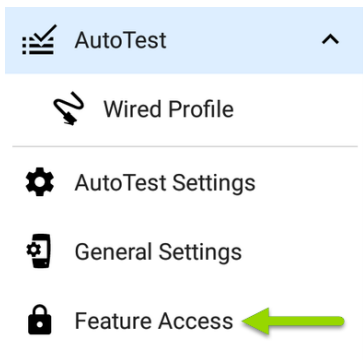 AutoTest
Wired Profile
AutoTest Settings
General Settings
Feature Access